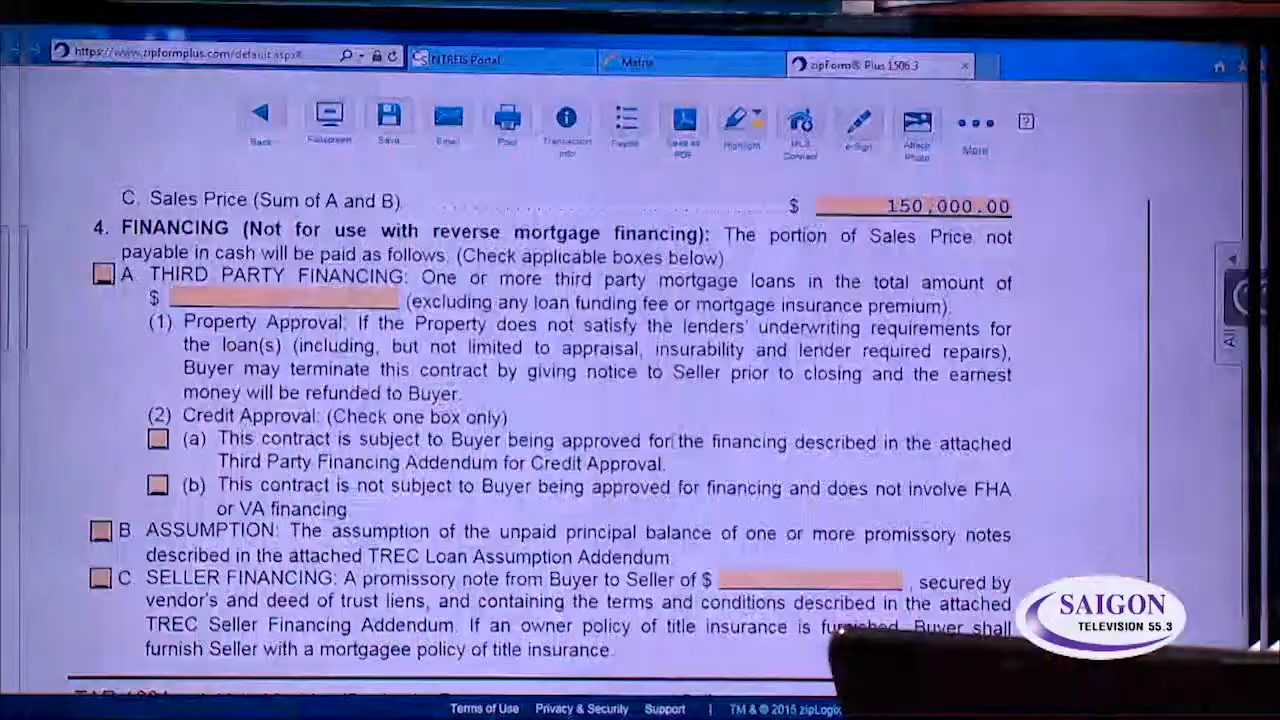 https://www.zipformplus.com/default.aspx#
NTREIS Portal
Matrix
zipForm® Plus 1506.3
Back
Fullscreen
Save
Email
Print
Transaction Info
Save as PDF
Highlight
MLS Connect
e-Sign
Attach Photo
More
C. Sales Price (Sum of A and B) $ 150,000.00
4. FINANCING (Not for use with reverse mortgage financing): The portion of Sales Price not
payable in cash will be paid as follows. (Check applicable boxes below)
A. THIRD PARTY FINANCING: One or more third party mortgage loans in the total amount of
$ (excluding any loan funding fee or mortgage insurance premium).
(1) Property Approval: If the Property does not satisfy the lenders' underwriting requirements for
the loan(s) (including, but not limited to appraisal, insurability and lender required repairs),
Buyer may terminate this contract by giving notice to Seller prior to closing and the earnest
money will be refunded to Buyer.
(2) Credit Approval: (Check one box only)
(a) This contract is subject to Buyer being approved for the financing described in the attached
Third Party Financing Addendum for Credit Approval.
(b) This contract is not subject to Buyer being approved for financing and does not involve FHA
or VA financing.
B. ASSUMPTION: The assumption of the unpaid principal balance of one or more promissory notes
described in the attached TREC Loan Assumption Addendum.
C. SELLER FINANCING: A promissory note from Buyer to Seller of $ , secured by
vendor's and deed of trust liens, and containing the terms and conditions described in the attached
TREC Seller Financing Addendum. If an owner policy of title insurance is furnished, Buyer shall
furnish Seller with a mortgagee policy of title insurance.
SAIGON
TELEVISION 55.3
Terms of Use Privacy & Security Support | TM & © 2015 zipLogix